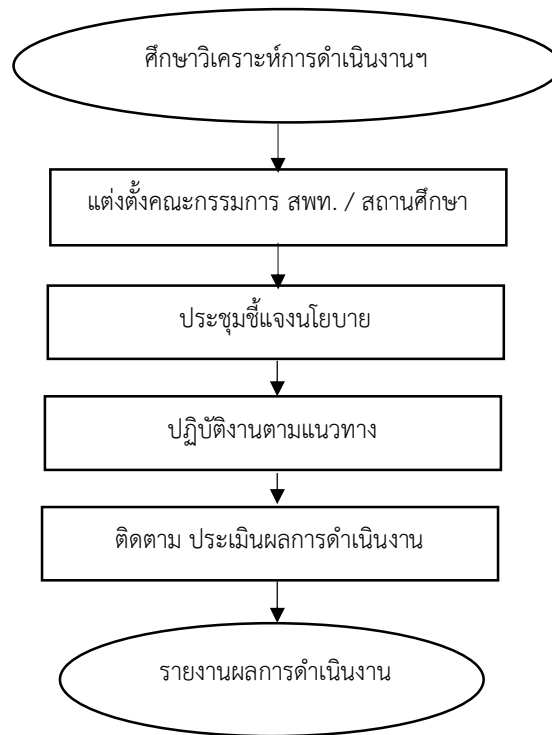 ศึกษาวิเคราะห์การดำเนินงานฯ
แต่งตั้งคณะกรรมการ สพท. / สถานศึกษา
ประชุมชี้แจงนโยบาย
ปฏิบัติงานตามแนวทาง
ติดตาม ประเมินผลการดำเนินงาน
รายงานผลการดำเนินงาน